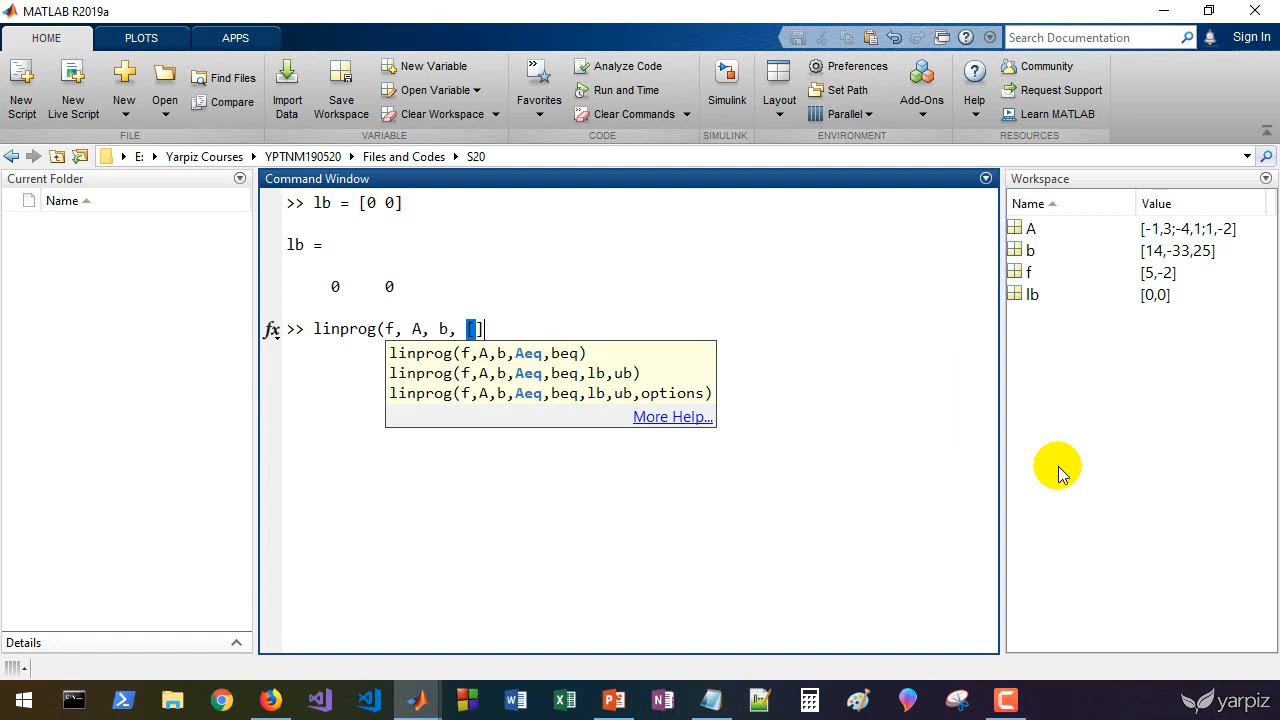 MATLAB R2019a
HOME PLOTS APPS
Search Documentation
Sign In
New Script
New Live Script
New
Open
Find Files
Compare
FILE
Import Data
Save Workspace
New Variable
Open Variable
Clear Workspace
VARIABLE
Favorites
Analyze Code
Run and Time
Clear Commands
CODE
Simulink
SIMULINK
Layout
Preferences
Set Path
Parallel
Add-Ons
ENVIRONMENT
Help
Community
Request Support
Learn MATLAB
RESOURCES
E: Yarpiz Courses YPTNM190520 Files and Codes S20
Current Folder
Name
Details
Command Window
>> lb = [0 0]
lb =
0 0
fx >> linprog(f, A, b, []
linprog(f,A,b,Aeq,beq)
linprog(f,A,b,Aeq,beq,lb,ub)
linprog(f,A,b,Aeq,beq,lb,ub,options)
More Help...
Workspace
Name Value
A [-1,3;-4,1;1,-2]
b [14,-33,25]
f [5,-2]
lb [0,0]
yarpiz